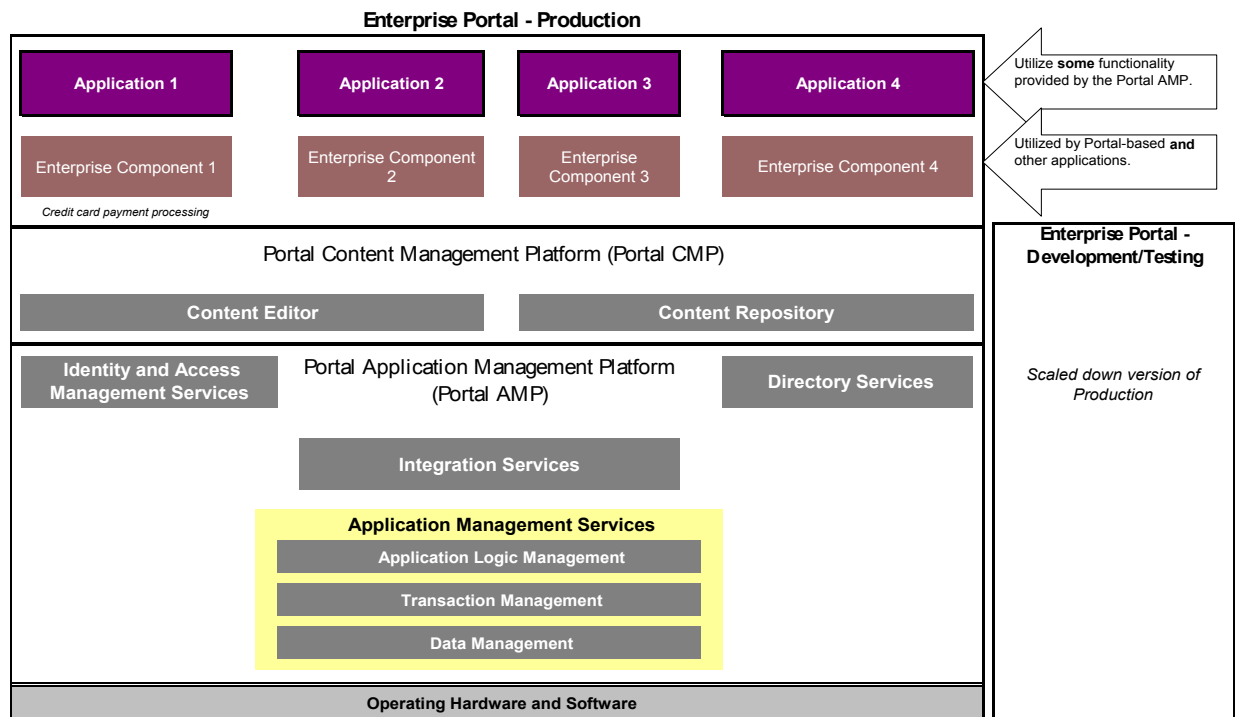 Enterprise Portal - Production
Application 1
Application 2
Application 3
Application 4
Utilize some functionality
provided by the Portal AMP.
Enterprise Component 1
Enterprise Component
2
Enterprise
Component 3
Enterprise Component 4
Utilized by Portal-based and
other applications.
Credit card payment processing
Portal Content Management Platform (Portal CMP)
Content Editor
Content Repository
Enterprise Portal -
Development/Testing
Scaled down version of
Production
Identity and Access
Management Services
Portal Application Management Platform
(Portal AMP)
Directory Services
Integration Services
Application Management Services
Application Logic Management
Transaction Management
Data Management
Operating Hardware and Software